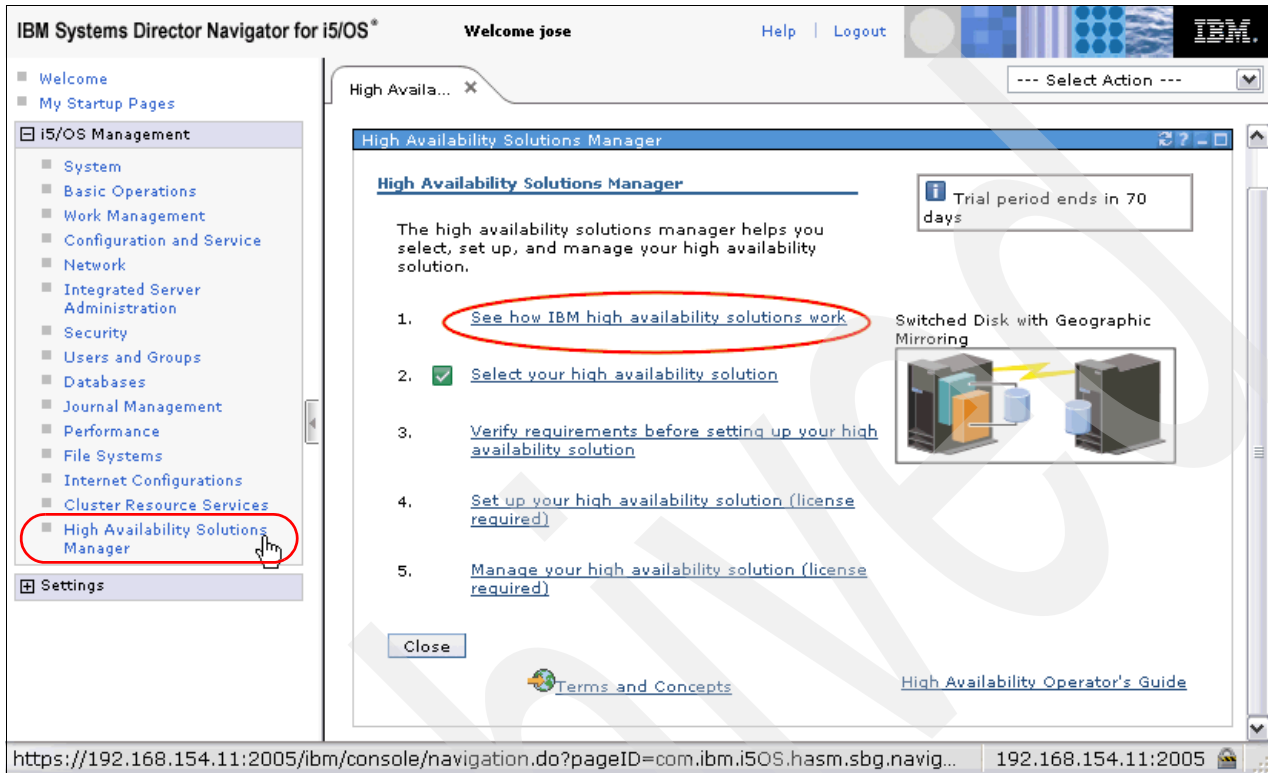 IBM Systems Director Navigator for i5/OS®
Welcome jose
Help | Logout
IBM.
Welcome
My Startup Pages
i5/OS Management
System
Basic Operations
Work Management
Configuration and Service
Network
Integrated Server
Administration
Security
Users and Groups
Databases
Journal Management
Performance
File Systems
Internet Configurations
Cluster Resource Services
High Availability Solutions
Manager
Settings
High Availa...
--- Select Action ---
High Availability Solutions Manager
High Availability Solutions Manager
Trial period ends in 70
days
The high availability solutions manager helps you
select, set up, and manage your high availability
solution.
1. See how IBM high availability solutions work
2. Select your high availability solution
3. Verify requirements before setting up your high
availability solution
4. Set up your high availability solution (license
required)
5. Manage your high availability solution (license
required)
Switched Disk with Geographic
Mirroring
Close
Terms and Concepts
High Availability Operator's Guide
https://192.168.154.11:2005/ibm/console/navigation.do?pageID=com.ibm.i5OS.hasm.sbg.navig...
192.168.154.11:2005